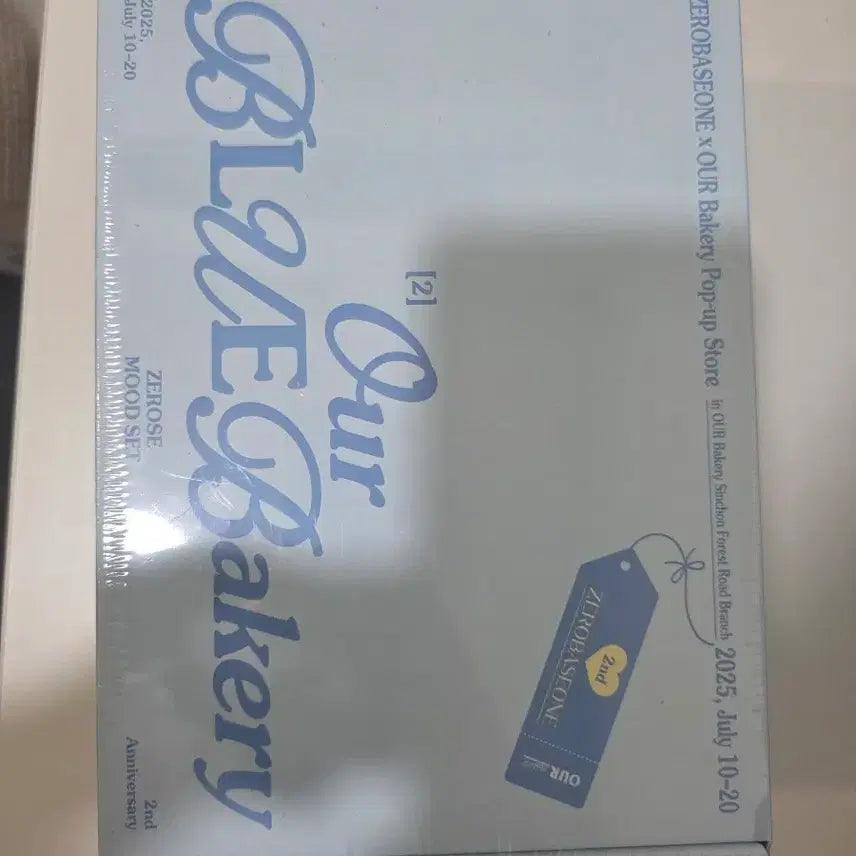 ZEROBASEONE x OUR Bakery Pop-up Store in OUR Bakery Sinchon Forest Road Branch 2025, July 10-20
ZEROBASEONE
2nd
OUR
[2]
Our
BLUE Bakery
2025,
July 10-20
ZEROSE
MOOD SET
2nd
Anniversary